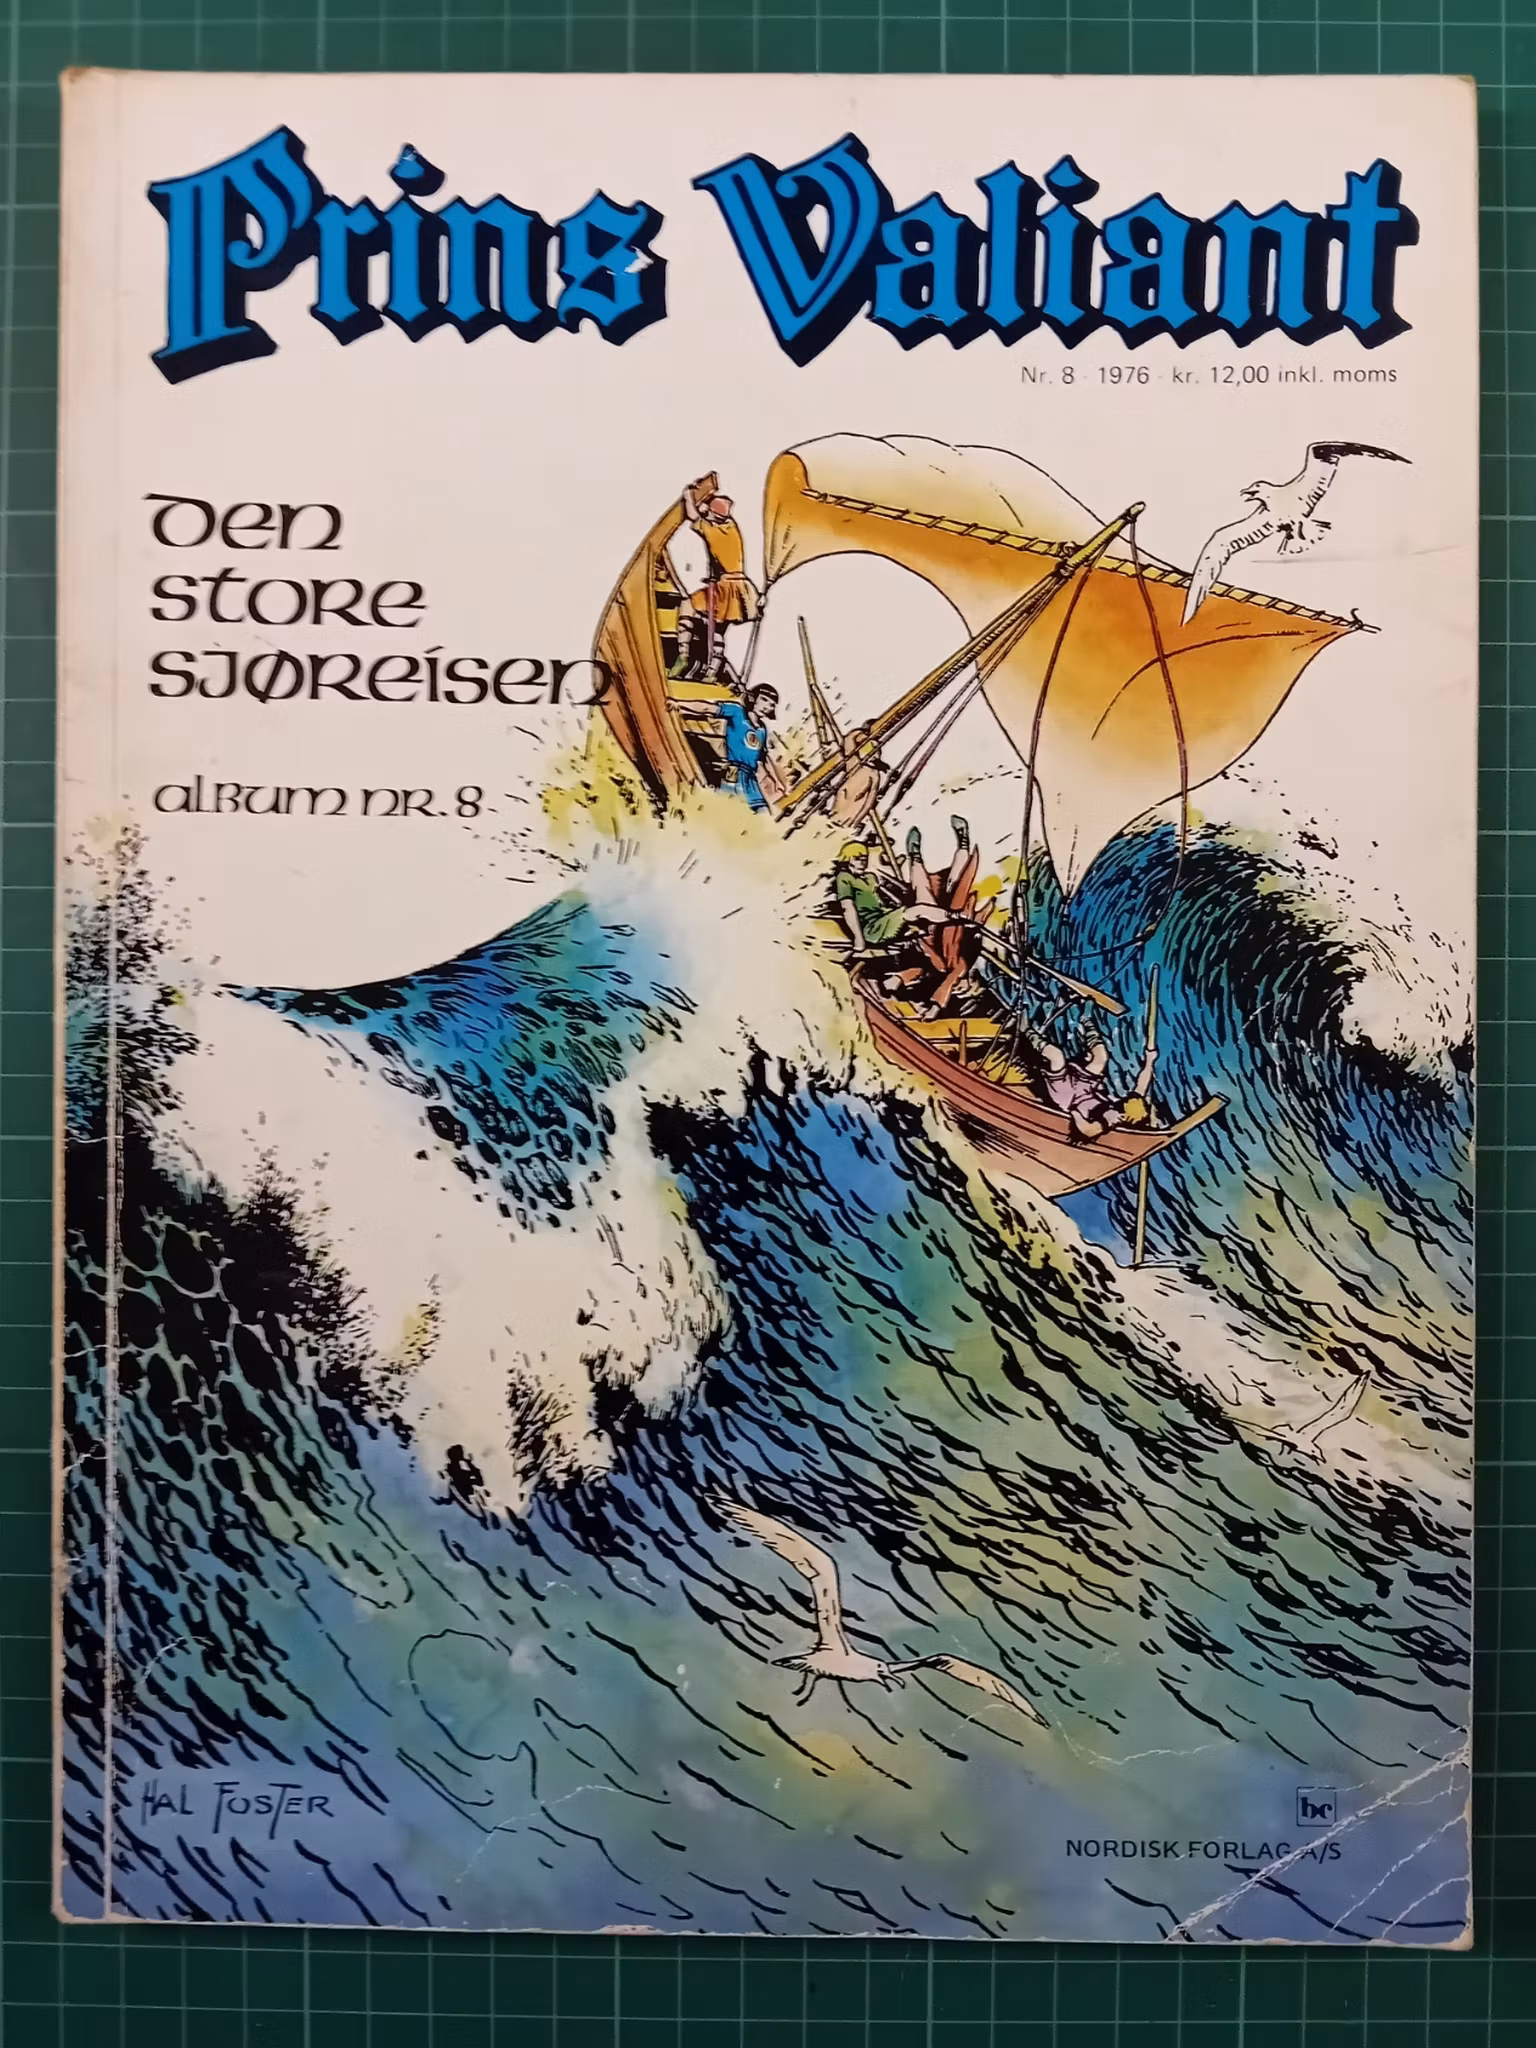 Prins Valiant
Nr. 8 - 1976 - kr. 12,00 inkl. moms
Den
store
sjøreisen
album nr. 8
HAL FOSTER
bc
NORDISK FORLAG A/S